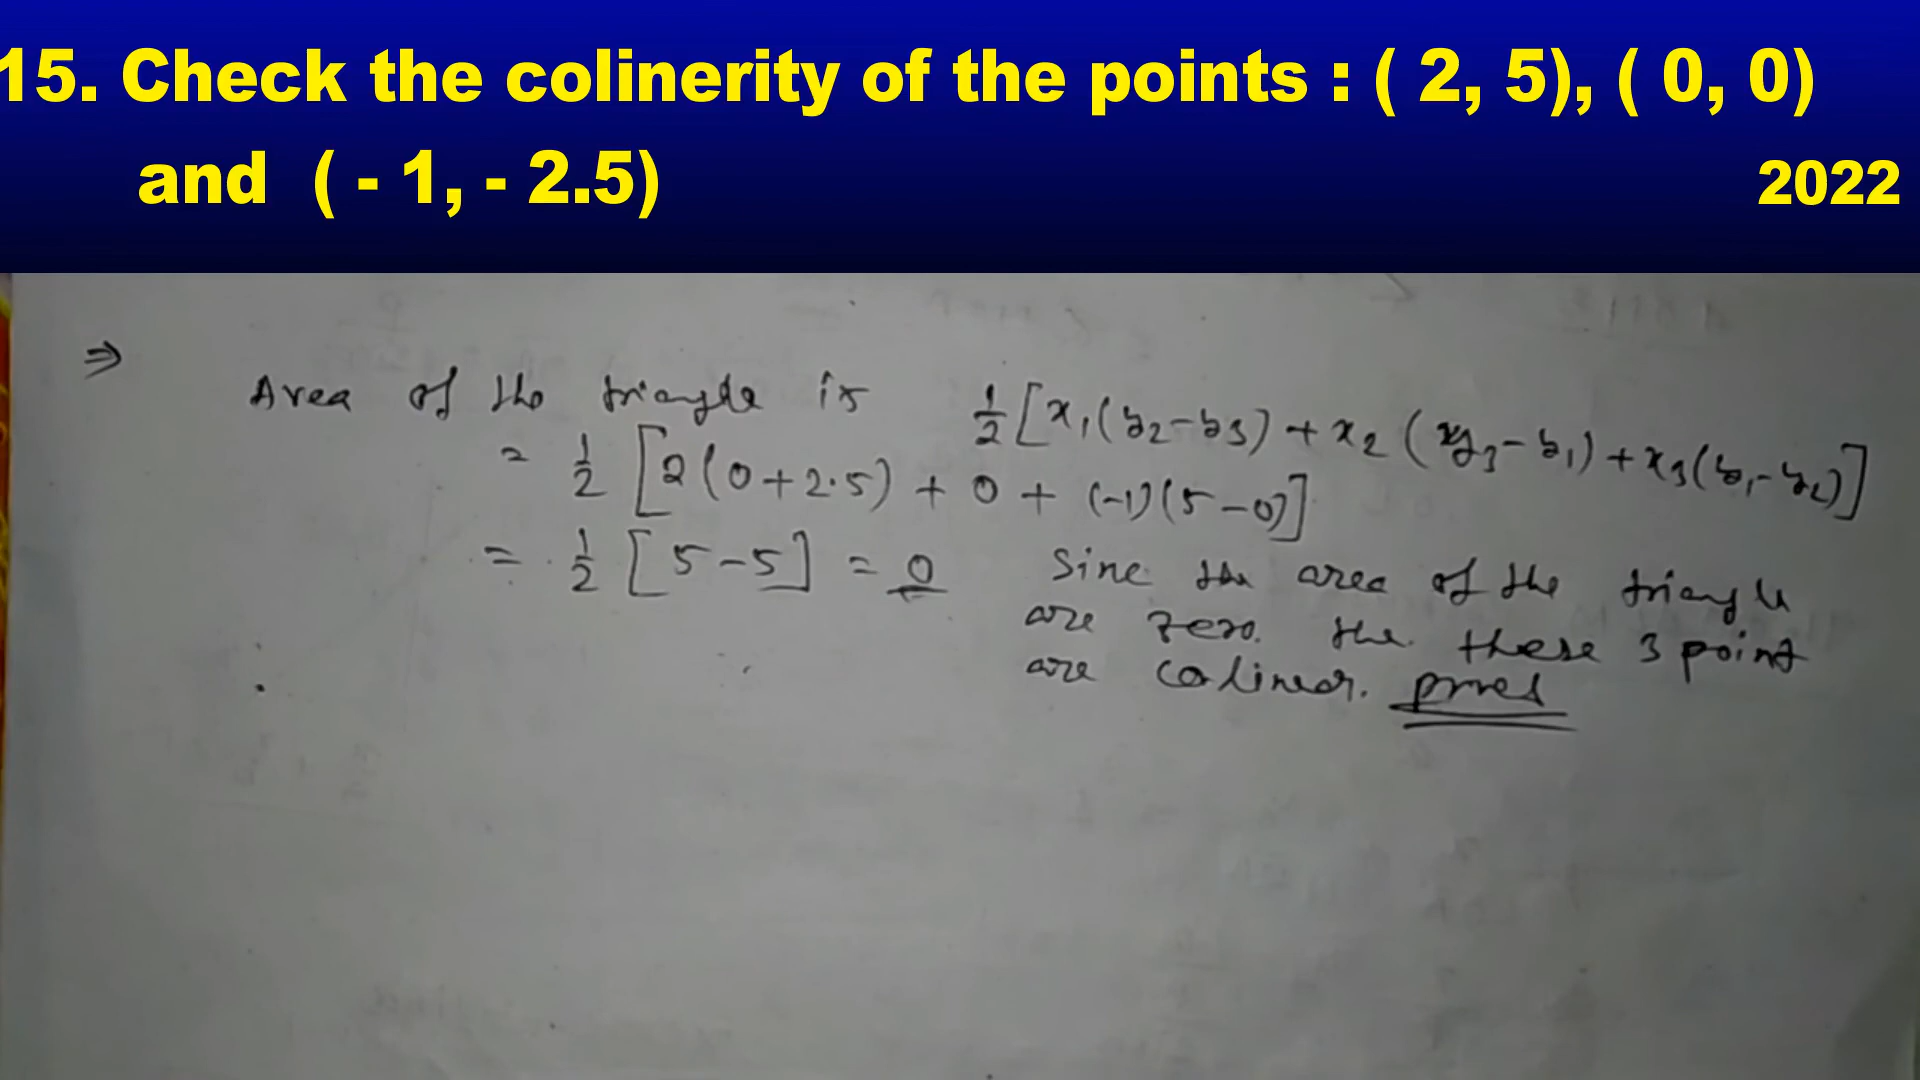 15. Check the colinerity of the points : ( 2, 5), ( 0, 0)
and ( - 1, - 2.5) 2022
⇒
Area of the triangle is ½[x₁(y₂-y₃)+x₂(y₃-y₁)+x₃(y₁-y₂)]
= ½ [2(0+2.5) + 0 + (-1)(5-0)]
= ½ [5-5] = 0
Sine the area of the triangle
are zero. the these 3 point
are colinear. proved